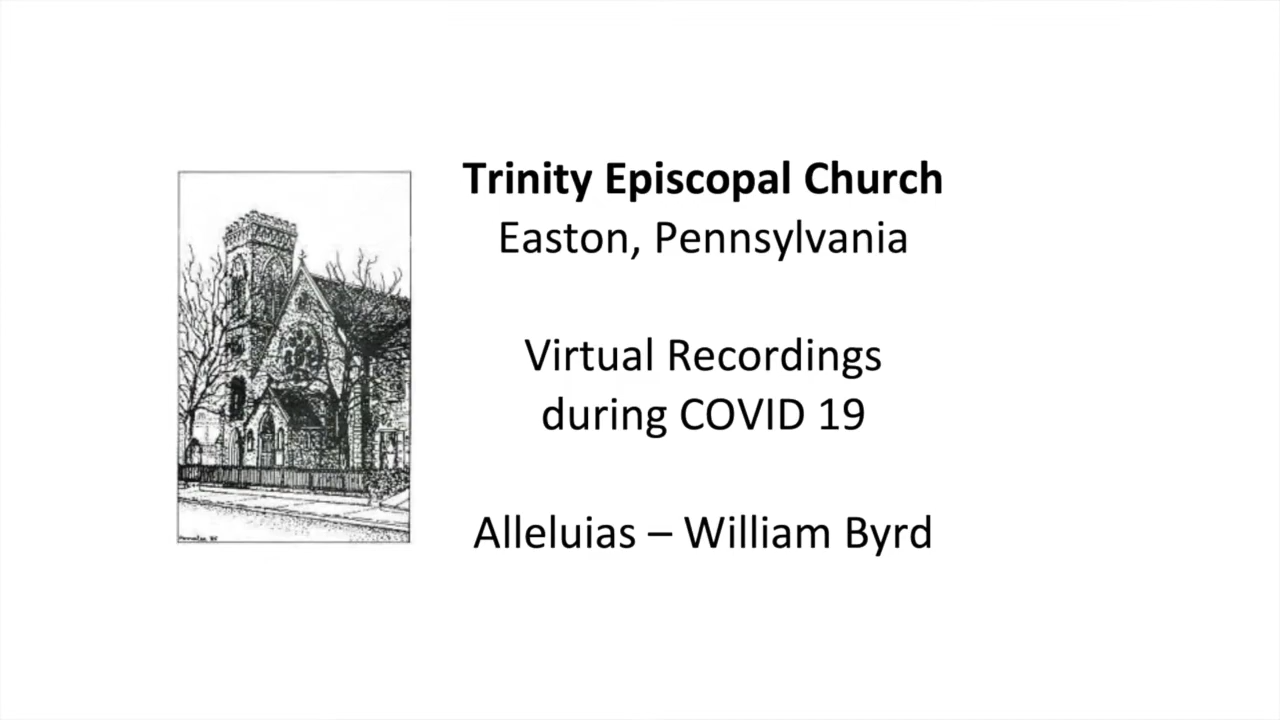 Trinity Episcopal Church
Easton, Pennsylvania
Virtual Recordings
during COVID 19
Alleluias – William Byrd